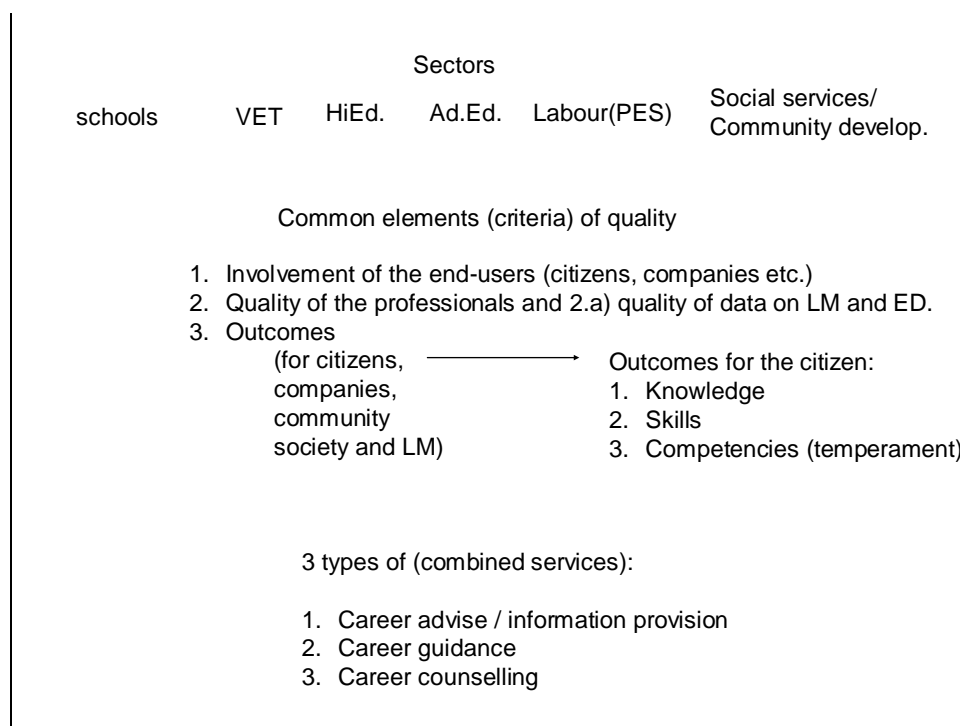 Sectors
schools VET HiEd. Ad.Ed. Labour(PES) Social services/
Community develop.
Common elements (criteria) of quality
1. Involvement of the end-users (citizens, companies etc.)
2. Quality of the professionals and 2.a) quality of data on LM and ED.
3. Outcomes
(for citizens,
companies,
community
society and LM)
Outcomes for the citizen:
1. Knowledge
2. Skills
3. Competencies (temperament)
3 types of (combined services):
1. Career advise / information provision
2. Career guidance
3. Career counselling